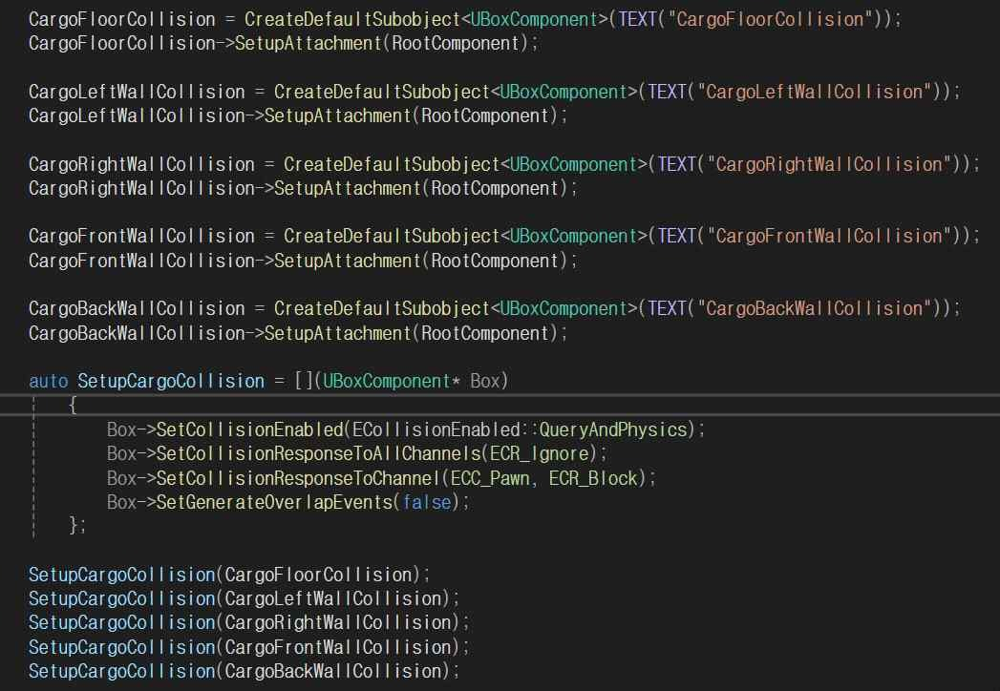 CargoFloorCollision = CreateDefaultSubobject<UBoxComponent>(TEXT("CargoFloorCollision"));
CargoFloorCollision->SetupAttachment(RootComponent);
CargoLeftWallCollision = CreateDefaultSubobject<UBoxComponent>(TEXT("CargoLeftWallCollision"));
CargoLeftWallCollision->SetupAttachment(RootComponent);
CargoRightWallCollision = CreateDefaultSubobject<UBoxComponent>(TEXT("CargoRightWallCollision"));
CargoRightWallCollision->SetupAttachment(RootComponent);
CargoFrontWallCollision = CreateDefaultSubobject<UBoxComponent>(TEXT("CargoFrontWallCollision"));
CargoFrontWallCollision->SetupAttachment(RootComponent);
CargoBackWallCollision = CreateDefaultSubobject<UBoxComponent>(TEXT("CargoBackWallCollision"));
CargoBackWallCollision->SetupAttachment(RootComponent);
auto SetupCargoCollision = [](UBoxComponent* Box)
{
Box->SetCollisionEnabled(ECollisionEnabled::QueryAndPhysics);
Box->SetCollisionResponseToAllChannels(ECR_Ignore);
Box->SetCollisionResponseToChannel(ECC_Pawn, ECR_Block);
Box->SetGenerateOverlapEvents(false);
};
SetupCargoCollision(CargoFloorCollision);
SetupCargoCollision(CargoLeftWallCollision);
SetupCargoCollision(CargoRightWallCollision);
SetupCargoCollision(CargoFrontWallCollision);
SetupCargoCollision(CargoBackWallCollision);